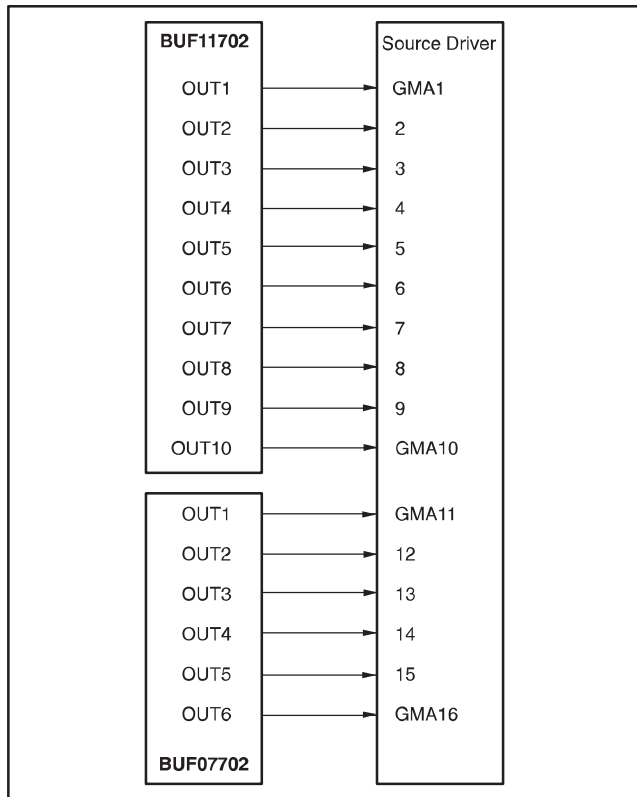 BUF11702 Source Driver
OUT1 GMA1
OUT2 2
OUT3 3
OUT4 4
OUT5 5
OUT6 6
OUT7 7
OUT8 8
OUT9 9
OUT10 GMA10
OUT1 GMA11
OUT2 12
OUT3 13
OUT4 14
OUT5 15
OUT6 GMA16
BUF07702